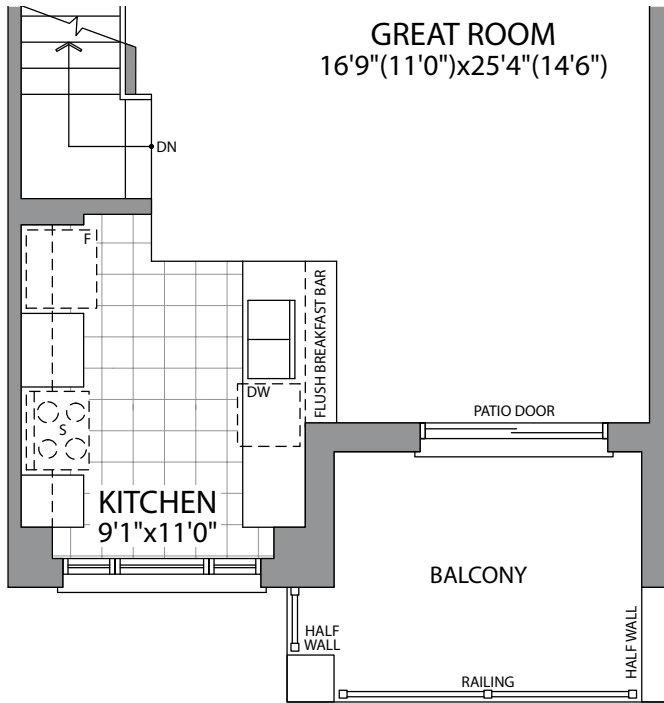 GREAT ROOM
16'9"(11'0")x25'4"(14'6")
DN
F
FLUSH BREAKFAST BAR
DW
S
PATIO DOOR
KITCHEN
9'1"x11'0"
BALCONY
HALF
WALL
HALF WALL
RAILING